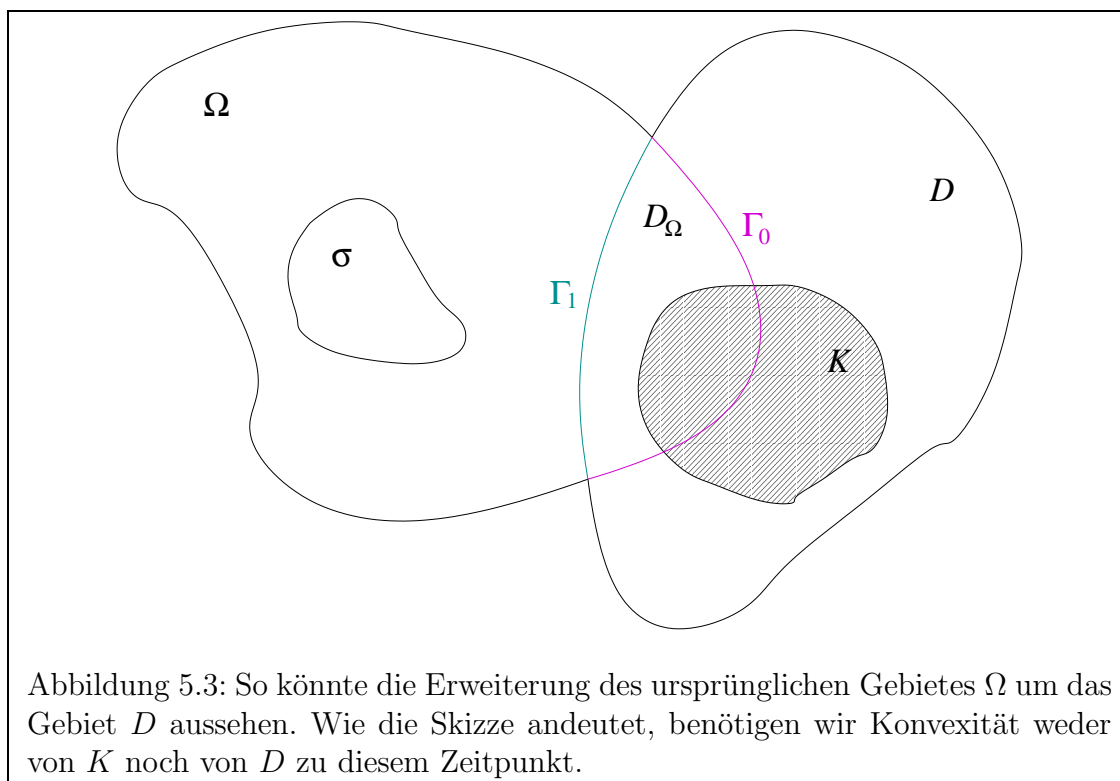 Ω
D
D_Ω
Γ_0
σ
Γ_1
K
Abbildung 5.3: So könnte die Erweiterung des ursprünglichen Gebietes Ω um das
Gebiet D aussehen. Wie die Skizze andeutet, benötigen wir Konvexität weder
von K noch von D zu diesem Zeitpunkt.